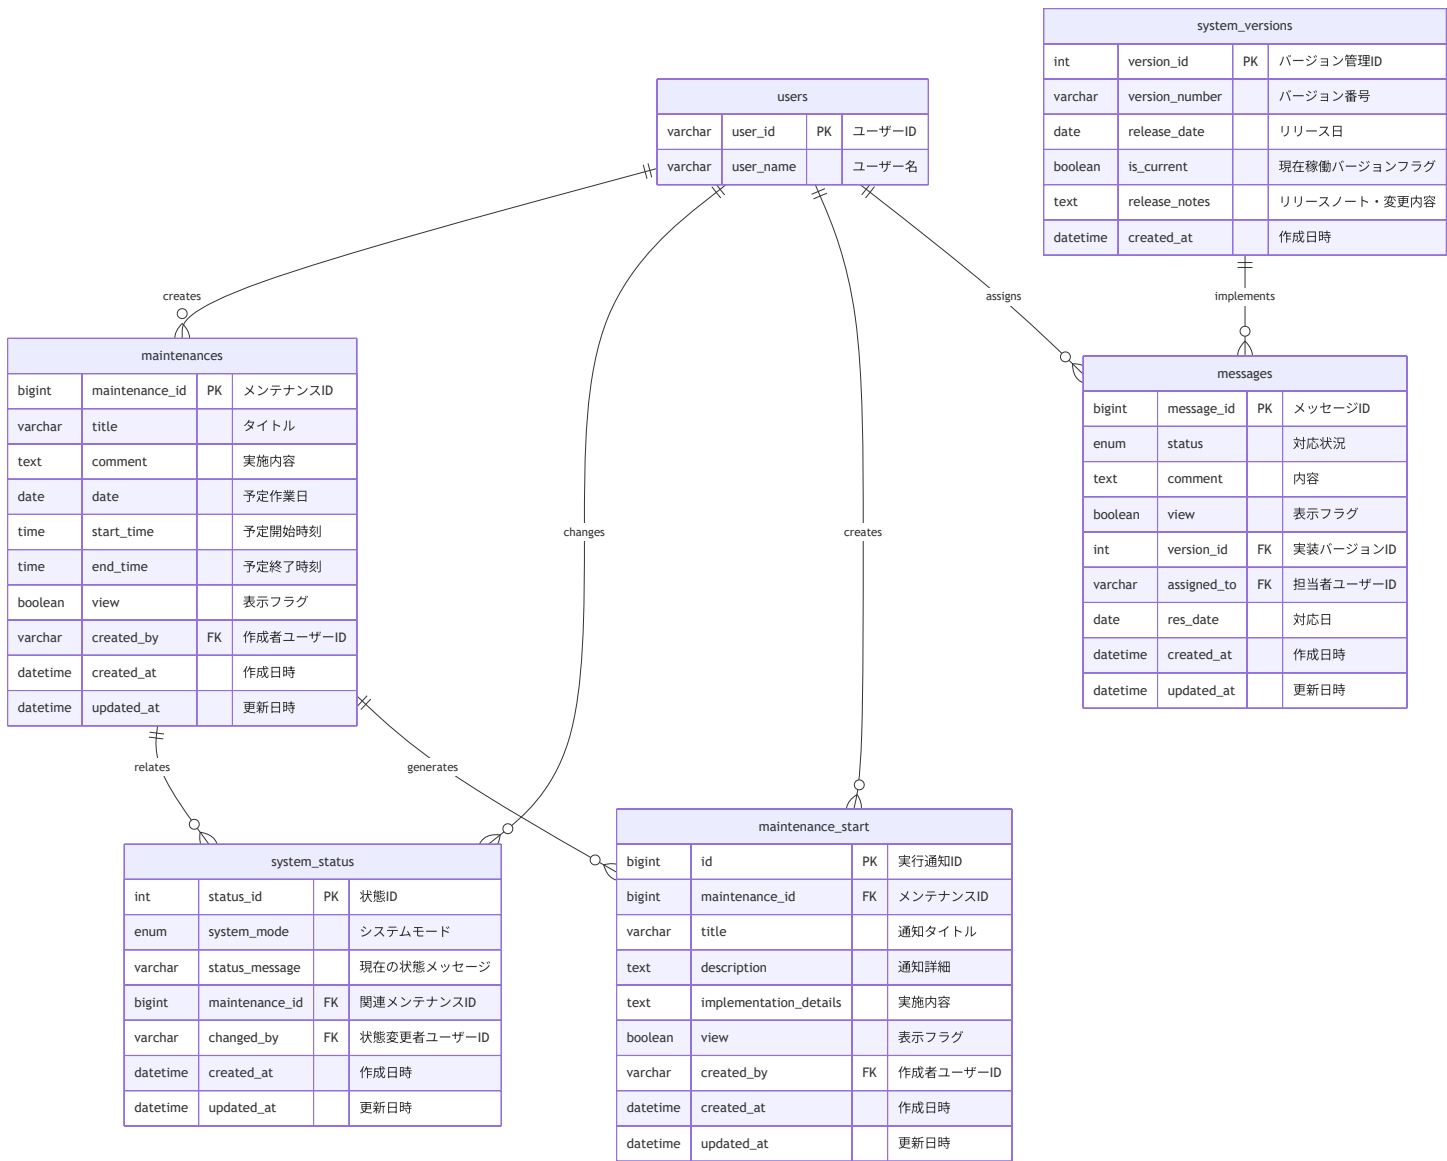 system_versions
int version_id PK バージョン管理ID
varchar version_number バージョン番号
date release_date リリース日
boolean is_current 現在稼働バージョンフラグ
text release_notes リリースノート・変更内容
datetime created_at 作成日時
users
varchar user_id PK ユーザーID
varchar user_name ユーザー名
creates
assigns
implements
maintenances
bigint maintenance_id PK メンテナンスID
varchar title タイトル
text comment 実施内容
date date 予定作業日
time start_time 予定開始時刻
time end_time 予定終了時刻
boolean view 表示フラグ
varchar created_by FK 作成者ユーザーID
datetime created_at 作成日時
datetime updated_at 更新日時
messages
bigint message_id PK メッセージID
enum status 対応状況
text comment 内容
boolean view 表示フラグ
int version_id FK 実装バージョンID
varchar assigned_to FK 担当者ユーザーID
date res_date 対応日
datetime created_at 作成日時
datetime updated_at 更新日時
changes
creates
relates
generates
system_status
int status_id PK 状態ID
enum system_mode システムモード
varchar status_message 現在の状態メッセージ
bigint maintenance_id FK 関連メンテナンスID
varchar changed_by FK 状態変更者ユーザーID
datetime created_at 作成日時
datetime updated_at 更新日時
maintenance_start
bigint id PK 実行通知ID
bigint maintenance_id FK メンテナンスID
varchar title 通知タイトル
text description 通知詳細
text implementation_details 実施内容
boolean view 表示フラグ
varchar created_by FK 作成者ユーザーID
datetime created_at 作成日時
datetime updated_at 更新日時